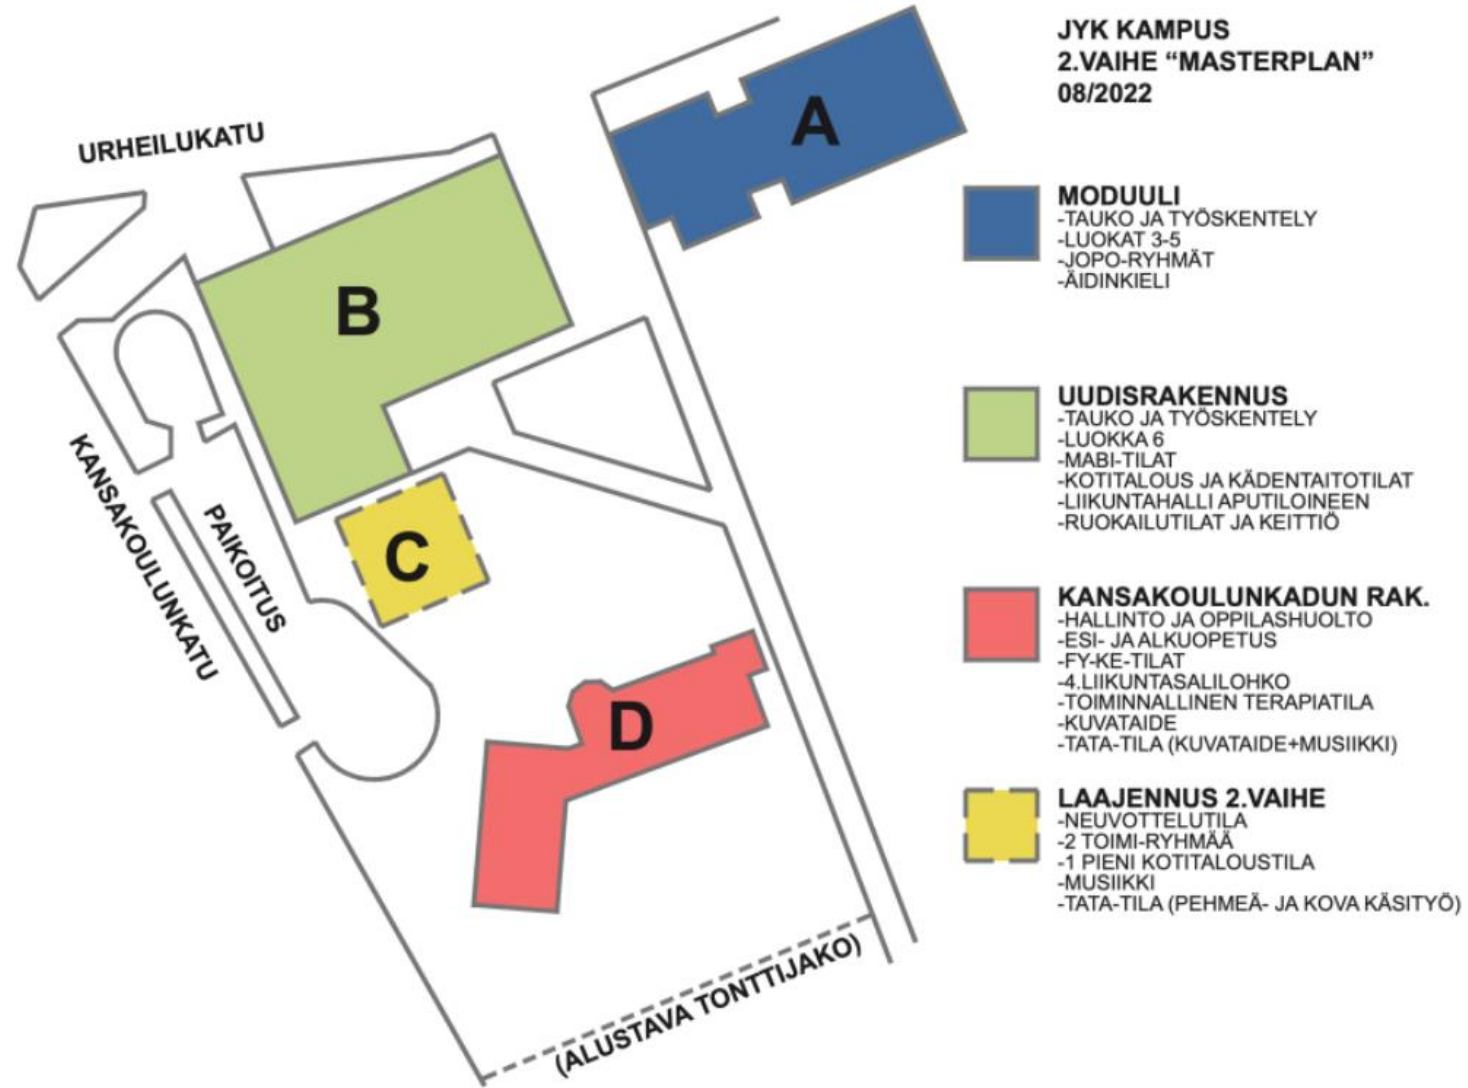 JYK KAMPUS
2.VAIHE “MASTERPLAN”
08/2022
URHEILUKATU
A
B
C
D
KANSAKOULUNKATU
PAIKOITUS
(ALUSTAVA TONTTIJAKO)
MODUULI
-TAUKO JA TYÖSKENTELY
-LUOKAT 3-5
-JOPO-RYHMÄT
-ÄIDINKIELI
UUDISRAKENNUS
-TAUKO JA TYÖSKENTELY
-LUOKKA 6
-MABI-TILAT
-KOTITALOUS JA KÄDENTAITOTILAT
-LIIKUNTAHALLI APUTILOINEEN
-RUOKAILUTILAT JA KEITTIÖ
KANSAKOULUNKADUN RAK.
-HALLINTO JA OPPILASHUOLTO
-ESI- JA ALKUOPETUS
-FY-KE-TILAT
-4.LIIKUNTASALILOHKO
-TOIMINNALLINEN TERAPIATILA
-KUVATAIDE
-TATA-TILA (KUVATAIDE+MUSIIKKI)
LAAJENNUS 2.VAIHE
-NEUVOTTELUTILA
-2 TOIMI-RYHMÄÄ
-1 PIENI KOTITALOUSTILA
-MUSIIKKI
-TATA-TILA (PEHMEÄ- JA KOVA KÄSITYÖ)